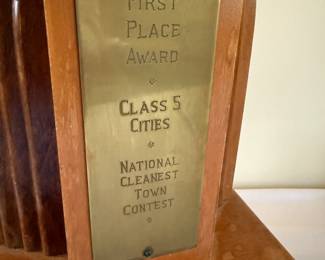 FIRST
PLACE
AWARD
CLASS 5
CITIES
NATIONAL
CLEANEST
TOWN
CONTEST